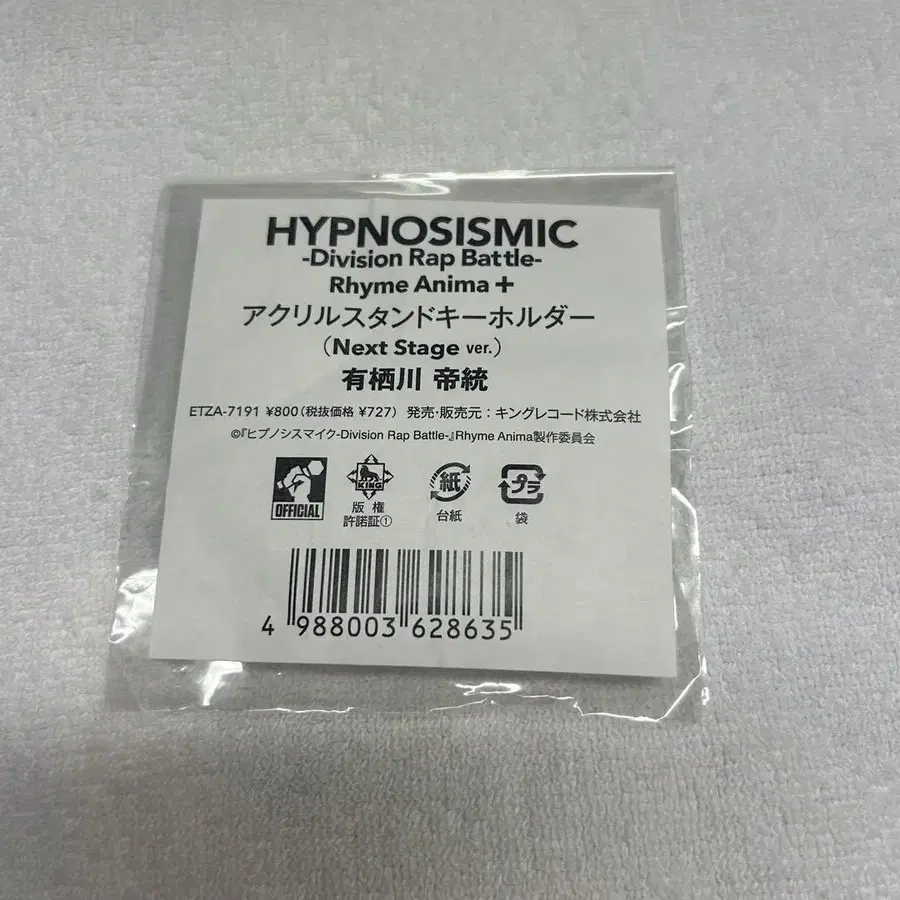 HYPNOSISMIC
-Division Rap Battle-
Rhyme Anima +
アクリルスタンドキーホルダー
（Next Stage ver.）
有栖川 帝統
ETZA-7191 ¥800（税抜価格 ¥727） 発売・販売元：キングレコード株式会社
©『ヒプノシスマイク-Division Rap Battle-』Rhyme Anima製作委員会
OFFICIAL
KING
版権
許諾証①
紙
台紙
プラ
袋
4 988003 628635